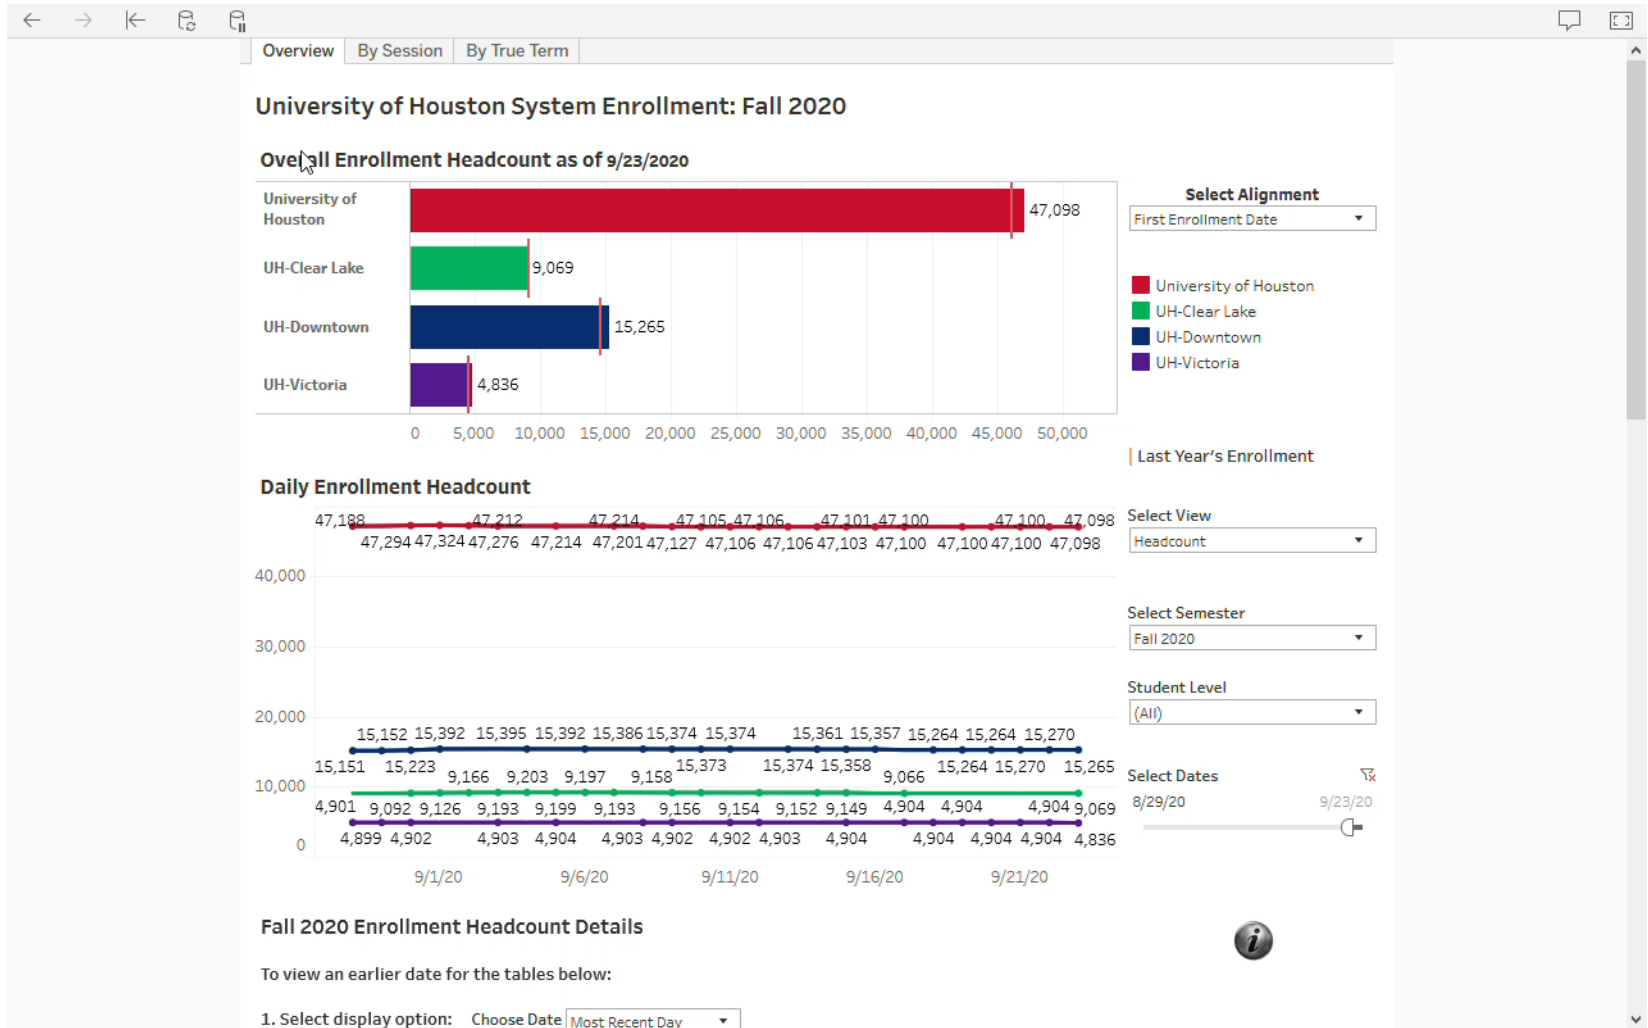 Overview By Session By True Term
University of Houston System Enrollment: Fall 2020
Overall Enrollment Headcount as of 9/23/2020
University of
Houston
47,098
UH-Clear Lake
9,069
UH-Downtown
15,265
UH-Victoria
4,836
0 5,000 10,000 15,000 20,000 25,000 30,000 35,000 40,000 45,000 50,000
Select Alignment
First Enrollment Date
University of Houston
UH-Clear Lake
UH-Downtown
UH-Victoria
Last Year's Enrollment
Daily Enrollment Headcount
47,188 47,212 47,214 47,105 47,106 47,101 47,100 47,100 47,098
47,294 47,324 47,276 47,214 47,201 47,127 47,106 47,106 47,103 47,100 47,100 47,100 47,098
40,000
30,000
20,000
15,152 15,392 15,395 15,392 15,386 15,374 15,374 15,361 15,357 15,264 15,264 15,270
15,151 15,223 15,373 15,374 15,358 15,264 15,270 15,265
9,166 9,203 9,197 9,158 9,066
10,000
4,901 9,092 9,126 9,193 9,199 9,193 9,156 9,154 9,152 9,149 4,904 4,904 4,904 9,069
4,899 4,902 4,903 4,904 4,903 4,902 4,902 4,903 4,904 4,904 4,904 4,904 4,836
0
9/1/20 9/6/20 9/11/20 9/16/20 9/21/20
Select View
Headcount
Select Semester
Fall 2020
Student Level
(All)
Select Dates
8/29/20 9/23/20
Fall 2020 Enrollment Headcount Details
i
To view an earlier date for the tables below:
1. Select display option: Choose Date Most Recent Day